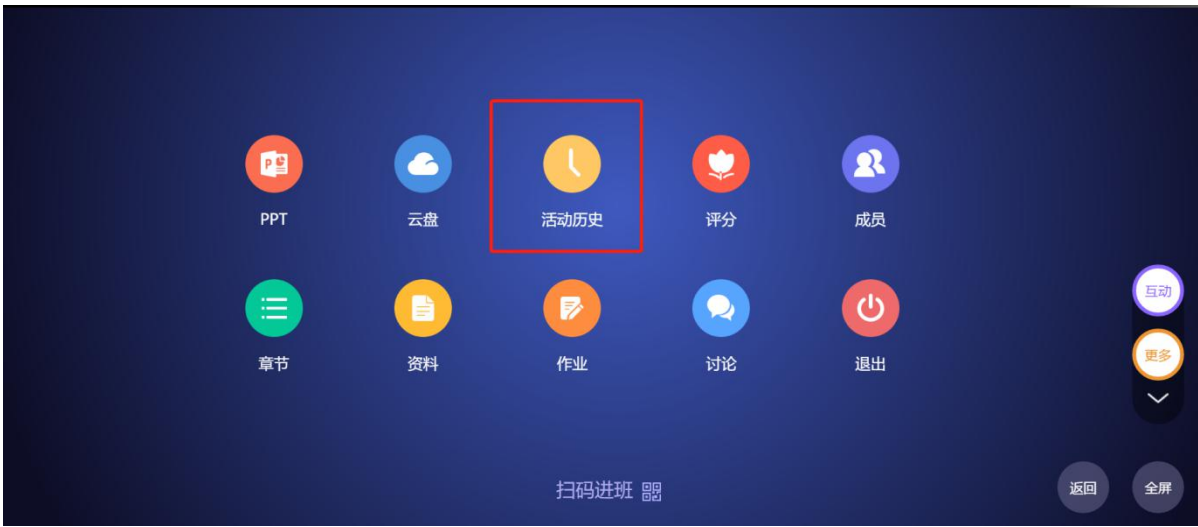 PPT
云盘
活动历史
评分
成员
章节
资料
作业
讨论
退出
互动
更多
扫码进班
返回
全屏